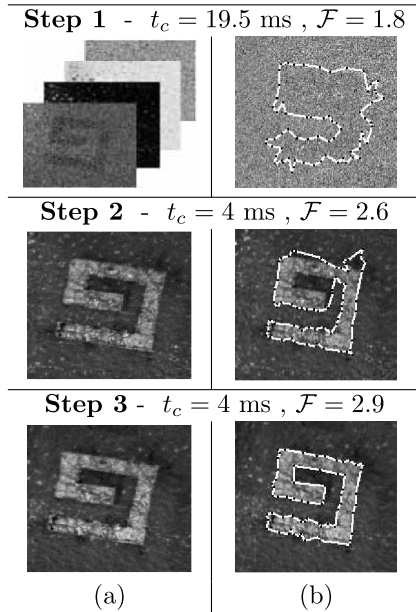 Step 1 - t_c = 19.5 ms , F = 1.8
Step 2 - t_c = 4 ms , F = 2.6
Step 3 - t_c = 4 ms , F = 2.9
(a) (b)